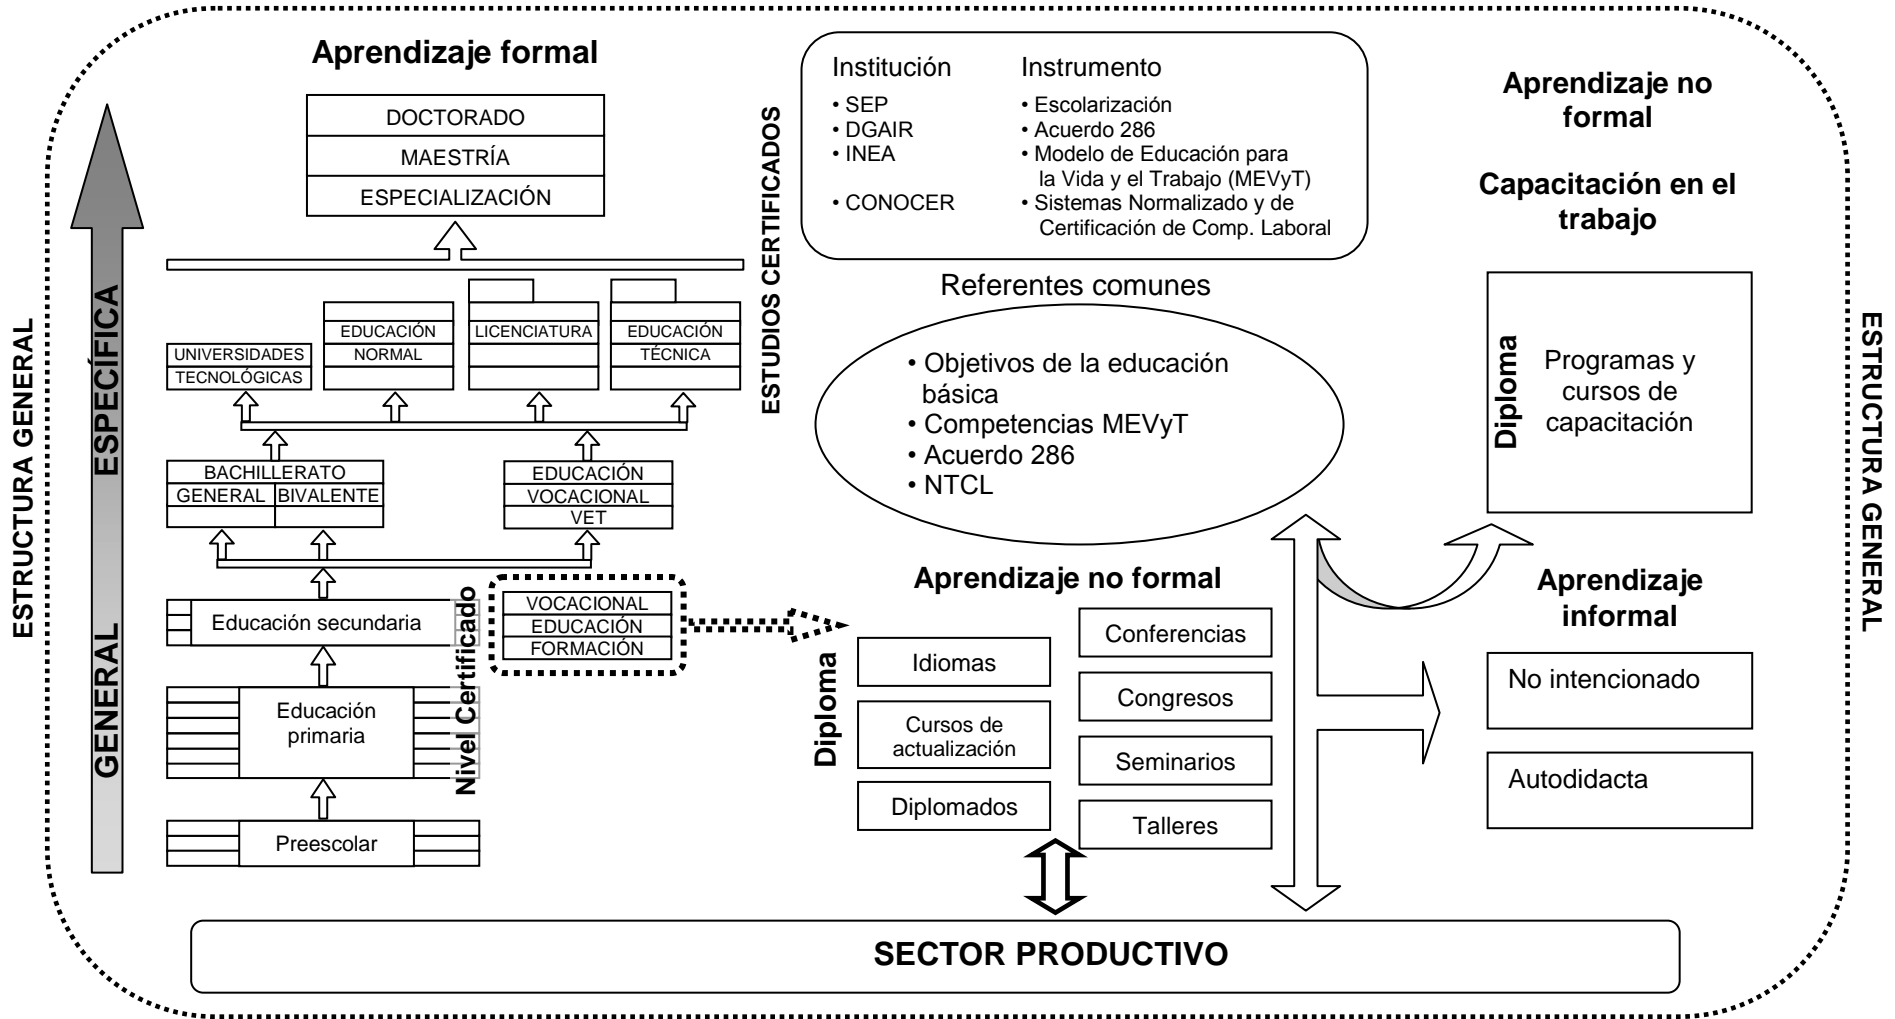 ESTRUCTURA GENERAL
ESPECÍFICA
GENERAL
Aprendizaje formal
DOCTORADO
MAESTRÍA
ESPECIALIZACIÓN
UNIVERSIDADES
TECNOLÓGICAS
EDUCACIÓN
NORMAL
LICENCIATURA
EDUCACIÓN
TÉCNICA
BACHILLERATO
GENERAL
BIVALENTE
EDUCACIÓN
VOCACIONAL
VET
Educación secundaria
Educación
primaria
Preescolar
Nivel Certificado
VOCACIONAL
EDUCACIÓN
FORMACIÓN
ESTUDIOS CERTIFICADOS
Institución Instrumento
• SEP • Escolarización
• DGAIR • Acuerdo 286
• INEA • Modelo de Educación para
la Vida y el Trabajo (MEVyT)
• CONOCER • Sistemas Normalizado y de
Certificación de Comp. Laboral
Referentes comunes
• Objetivos de la educación
básica
• Competencias MEVyT
• Acuerdo 286
• NTCL
Aprendizaje no formal
Diploma
Idiomas
Cursos de
actualización
Diplomados
Conferencias
Congresos
Seminarios
Talleres
Aprendizaje no
formal
Capacitación en el
trabajo
Diploma
Programas y
cursos de
capacitación
Aprendizaje
informal
No intencionado
Autodidacta
ESTRUCTURA GENERAL
SECTOR PRODUCTIVO